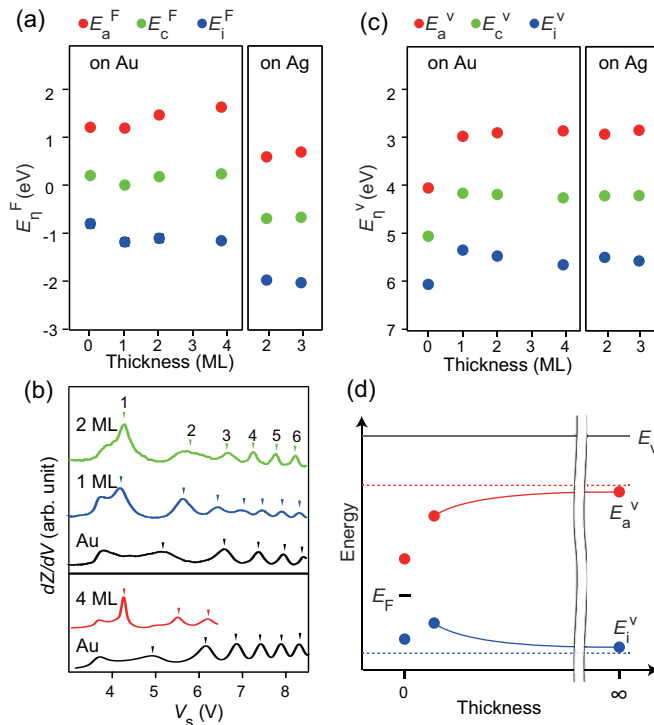 (a)
E_a^F E_c^F E_i^F
on Au
on Ag
2
1
0
-1
-2
-3
E_η^F (eV)
0 1 2 3 4
2 3
Thickness (ML)
(c)
E_a^v E_c^v E_i^v
on Au
on Ag
2
3
4
5
6
7
E_η^v (eV)
0 1 2 3 4
2 3
Thickness (ML)
(b)
1
2 ML
2 3 4 5 6
1 ML
Au
4 ML
Au
dZ/dV (arb. unit)
4 5 6 7 8
V_s (V)
(d)
E_v
E_a^v
Energy
E_F
E_i^v
0 ∞
Thickness